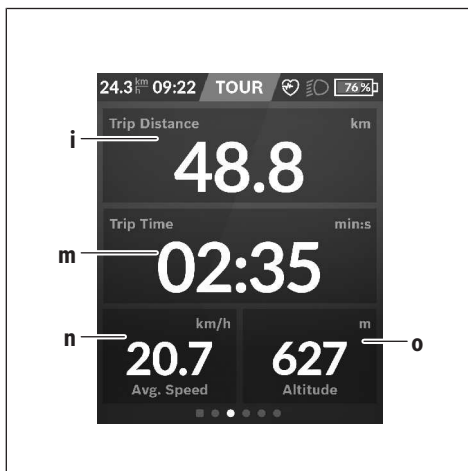 24.3 km/h 09:22 TOUR 76 %
Trip Distance km
i
48.8
Trip Time min:s
m
02:35
km/h m
n o
20.7 627
Avg. Speed Altitude